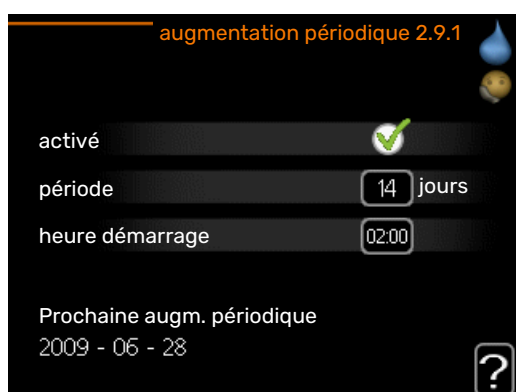 augmentation périodique 2.9.1
activé
période 14 jours
heure démarrage 02:00
Prochaine augm. périodique
2009 - 06 - 28
?